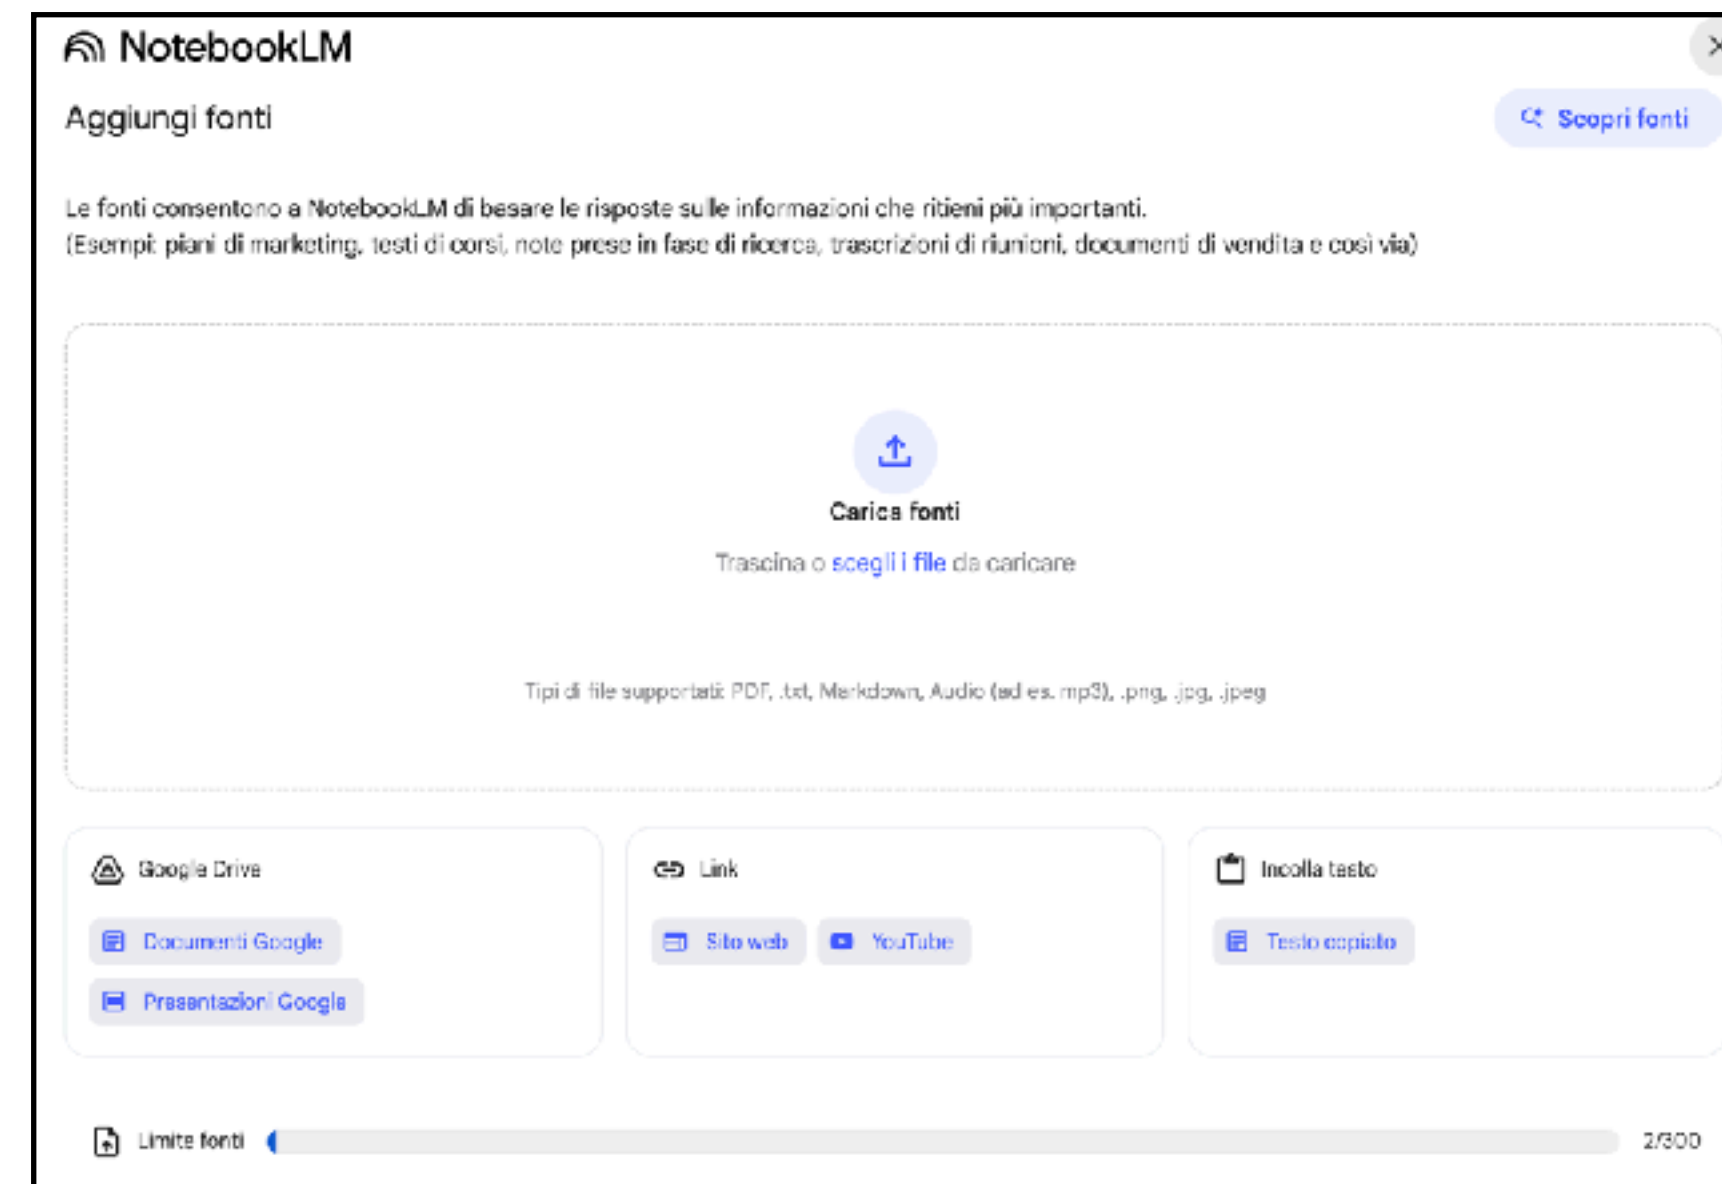 NotebookLM
Aggiungi fonti
Scopri fonti
Le fonti consentono a NotebookLM di basare le risposte sulle informazioni che ritieni più importanti.
(Esempi: piani di marketing, testi di corsi, note prese in fase di ricerca, trascrizioni di riunioni, documenti di vendita e così via)
Carica fonti
Trascina o scegli i file da caricare
Tipi di file supportati: PDF, .txt, Markdown, Audio (ad es. mp3), .png, .jpg, .jpeg
Google Drive
Documenti Google
Presentazioni Google
Link
Sito web YouTube
Incolla testo
Testo copiato
Limite fonti
2/300